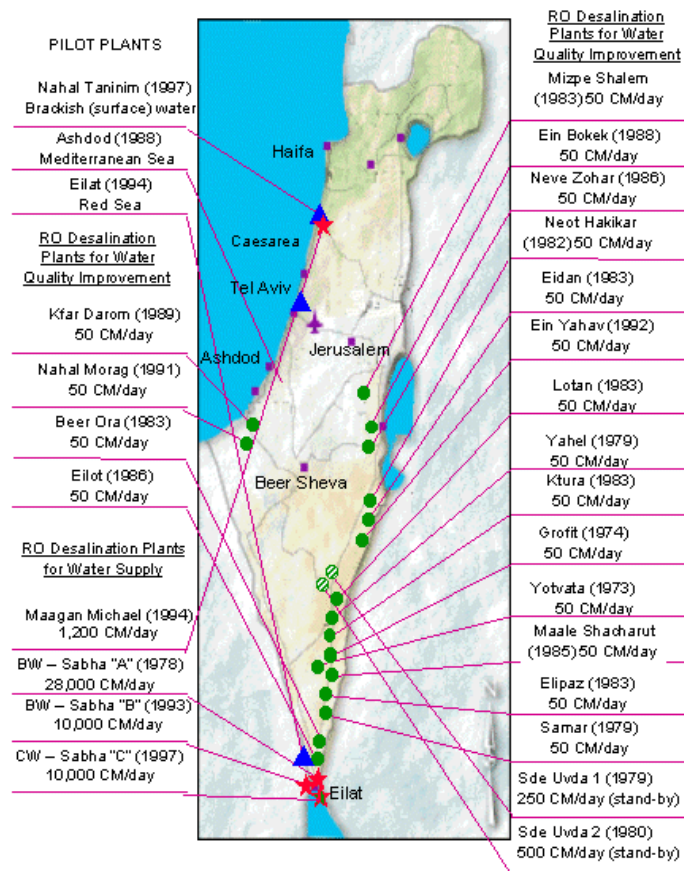 PILOT PLANTS
Nahal Taninim (1997)
Brackish (surface) water
Ashdod (1988)
Mediterranean Sea
Eilat (1994)
Red Sea
RO Desalination
Plants for Water
Quality Improvement
Kfar Darom (1989)
50 CM/day
Nahal Morag (1991)
50 CM/day
Beer Ora (1983)
50 CM/day
Eilot (1986)
50 CM/day
RO Desalination Plants
for Water Supply
Maagan Michael (1994)
1,200 CM/day
BW – Sabha "A" (1978)
28,000 CM/day
BW – Sabha "B" (1993)
10,000 CM/day
CW – Sabha "C" (1997)
10,000 CM/day
Haifa
Caesarea
Tel Aviv
Jerusalem
Ashdod
Beer Sheva
N
Eilat
RO Desalination
Plants for Water
Quality Improvement
Mizpe Shalem
(1983) 50 CM/day
Ein Bokek (1988)
50 CM/day
Neve Zohar (1986)
50 CM/day
Neot Hakikar
(1982) 50 CM/day
Eidan (1983)
50 CM/day
Ein Yahav (1992)
50 CM/day
Lotan (1983)
50 CM/day
Yahel (1979)
50 CM/day
Ktura (1983)
50 CM/day
Grofit (1974)
50 CM/day
Yotvata (1973)
50 CM/day
Maale Shacharut
(1985) 50 CM/day
Elipaz (1983)
50 CM/day
Samar (1979)
50 CM/day
Sde Uvda 1 (1979)
250 CM/day (stand-by)
Sde Uvda 2 (1980)
500 CM/day (stand-by)